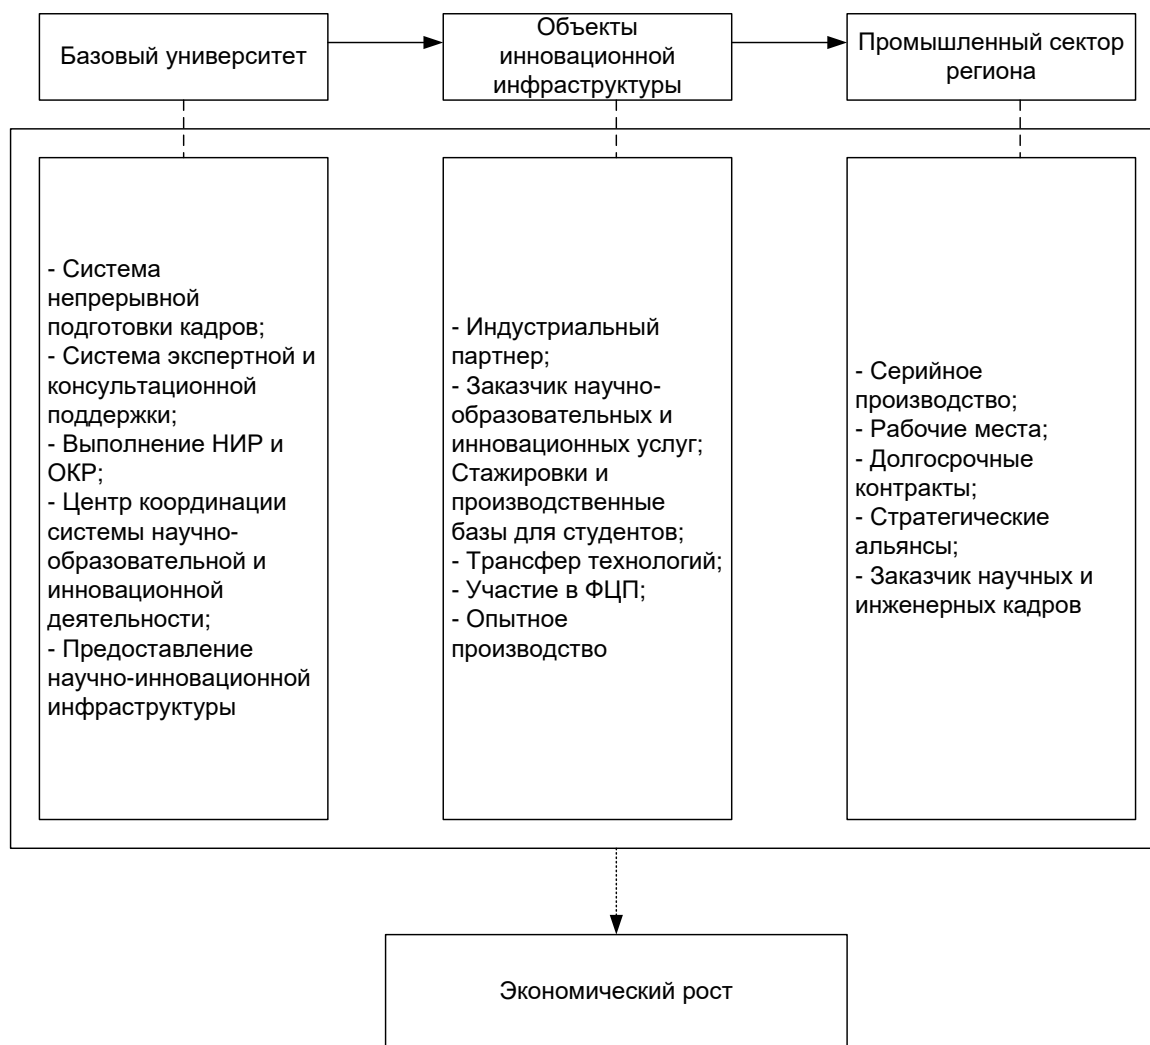 Базовый университет
Объекты
инновационной
инфраструктуры
Промышленный сектор
региона
- Система
непрерывной
подготовки кадров;
- Система экспертной и
консультационной
поддержки;
- Выполнение НИР и
ОКР;
- Центр координации
системы научно-
образовательной и
инновационной
деятельности;
- Предоставление
научно-инновационной
инфраструктуры
- Индустриальный
партнер;
- Заказчик научно-
образовательных и
инновационных услуг;
Стажировки и
производственные
базы для студентов;
- Трансфер технологий;
- Участие в ФЦП;
- Опытное
производство
- Серийное
производство;
- Рабочие места;
- Долгосрочные
контракты;
- Стратегические
альянсы;
- Заказчик научных и
инженерных кадров
Экономический рост